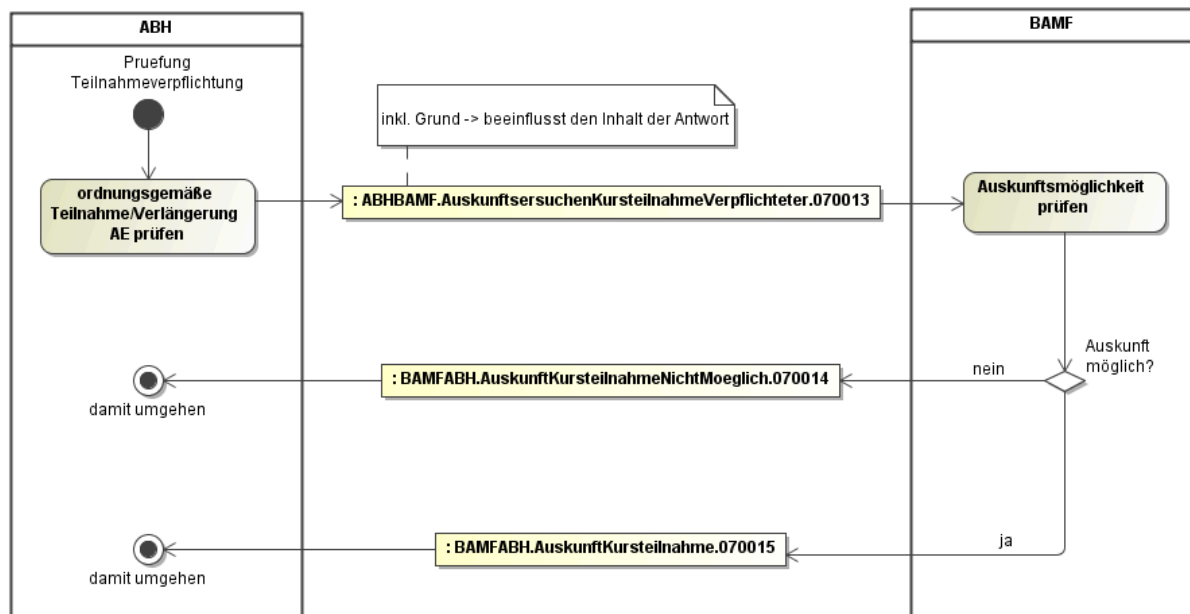 ABH
BAMF
Pruefung
Teilnahmeverpflichtung
inkl. Grund -> beeinflusst den Inhalt der Antwort
ordnungsgemäße
Teilnahme/Verlängerung
AE prüfen
: ABHBAMF.AuskunftsersuchenKursteilnahmeVerpflichteter.070013
Auskunftsmöglichkeit
prüfen
Auskunft
möglich?
nein
: BAMFABH.AuskunftKursteilnahmeNichtMoeglich.070014
damit umgehen
ja
: BAMFABH.AuskunftKursteilnahme.070015
damit umgehen